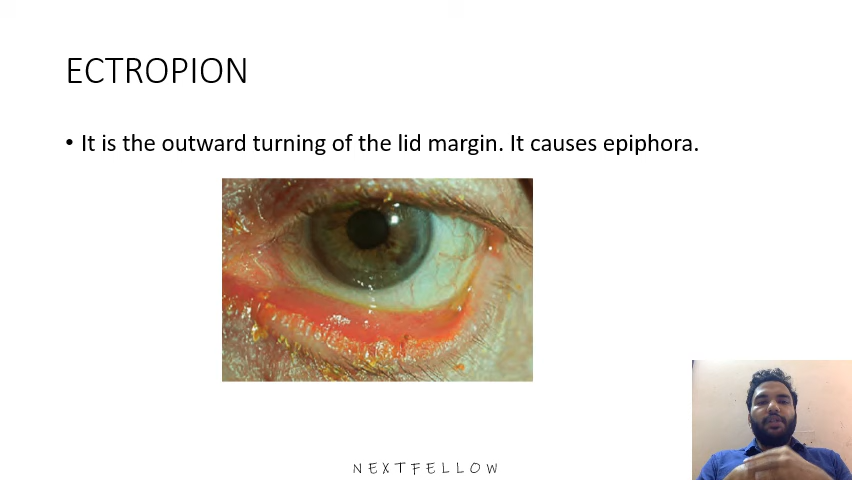 ECTROPION
• It is the outward turning of the lid margin. It causes epiphora.
NEXTFELLOW